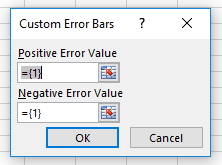 Custom Error Bars
Positive Error Value
={1}
Negative Error Value
={1}
OK
Cancel